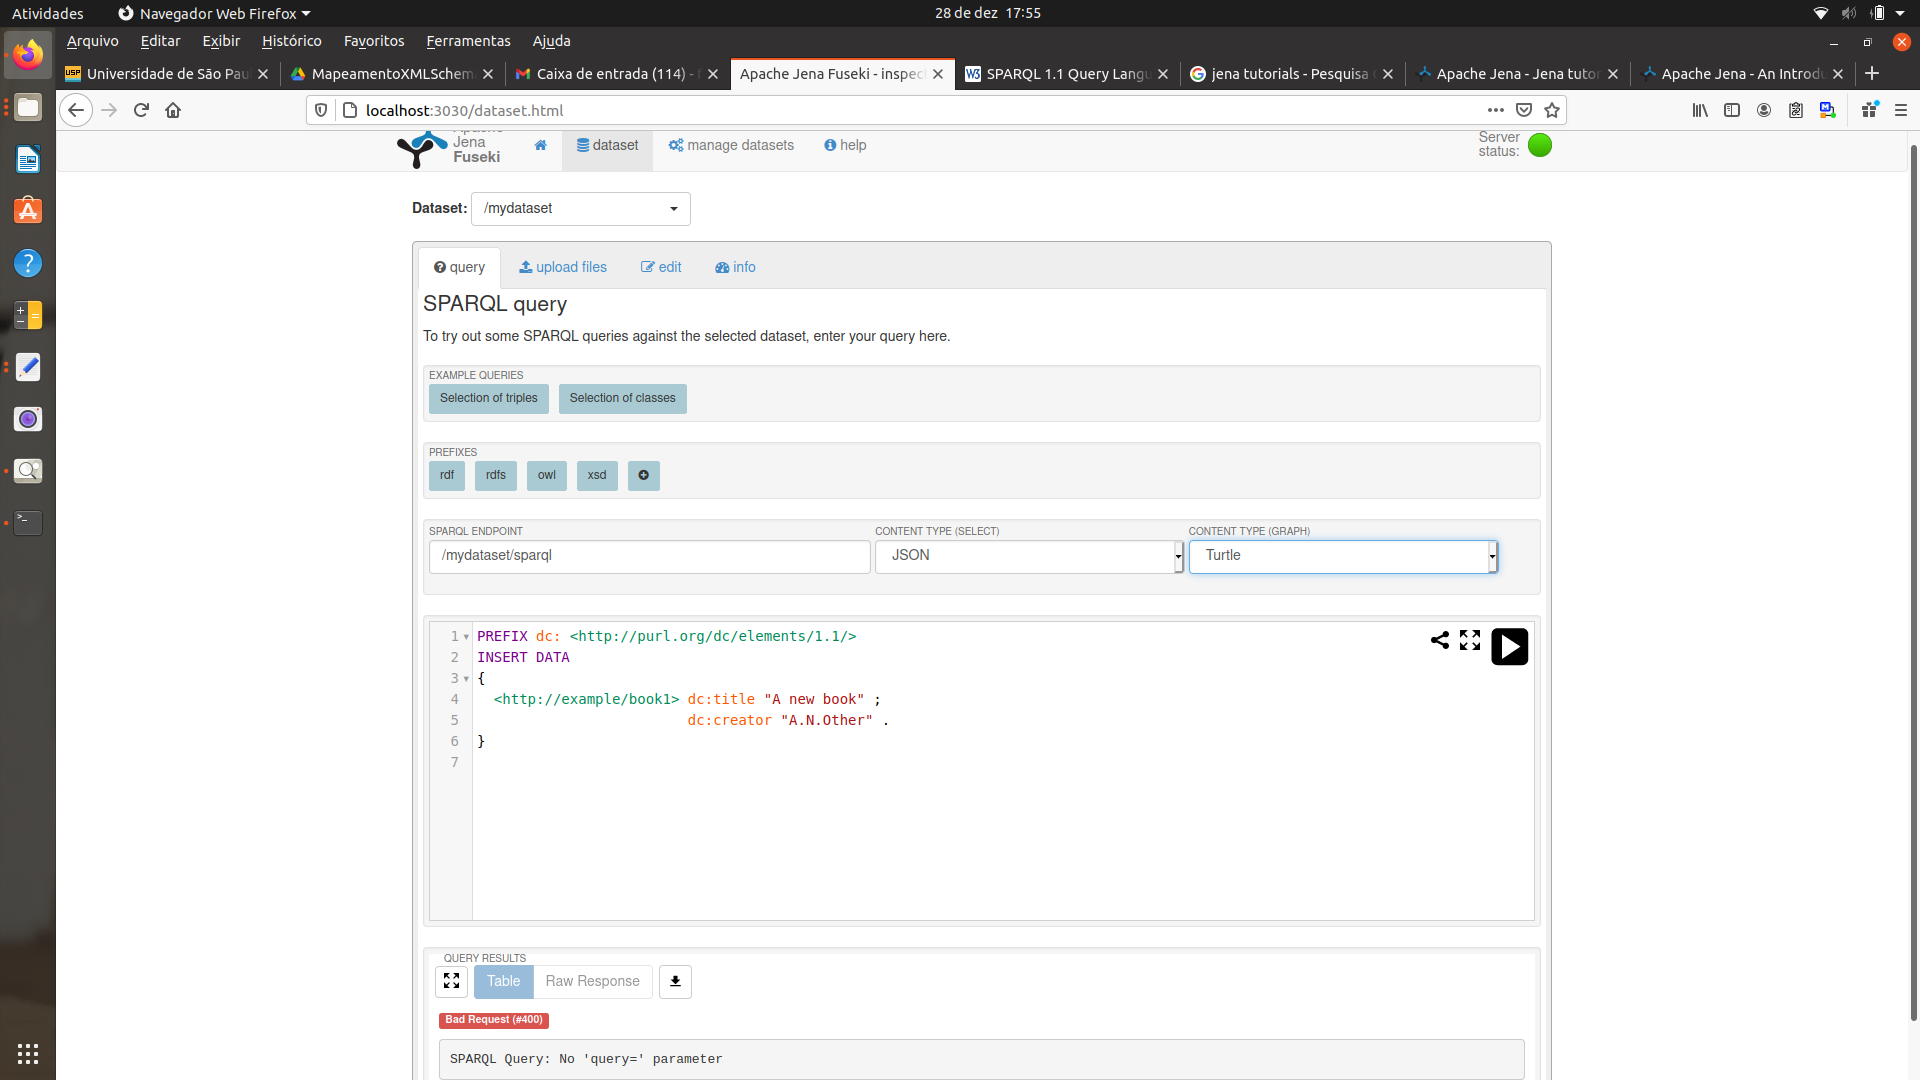 Atividades
Navegador Web Firefox
28 de dez 17:55
Arquivo Editar Exibir Histórico Favoritos Ferramentas Ajuda
USP Universidade de São Pau
MapeamentoXMLSchem
Caixa de entrada (114) -
Apache Jena Fuseki - inspec
W3 SPARQL 1.1 Query Langu
jena tutorials - Pesquisa
Apache Jena - Jena tutor
Apache Jena - An Introdu
localhost:3030/dataset.html
Apache
Jena
Fuseki
dataset
manage datasets
help
Server
status:
Dataset: /mydataset
query
upload files
edit
info
SPARQL query
To try out some SPARQL queries against the selected dataset, enter your query here.
EXAMPLE QUERIES
Selection of triples
Selection of classes
PREFIXES
rdf rdfs owl xsd
SPARQL ENDPOINT
CONTENT TYPE (SELECT)
CONTENT TYPE (GRAPH)
/mydataset/sparql
JSON
Turtle
1 PREFIX dc: <http://purl.org/dc/elements/1.1/>
2 INSERT DATA
3 {
4 <http://example/book1> dc:title "A new book" ;
5 dc:creator "A.N.Other" .
6 }
7
QUERY RESULTS
Table
Raw Response
Bad Request (#400)
SPARQL Query: No 'query=' parameter